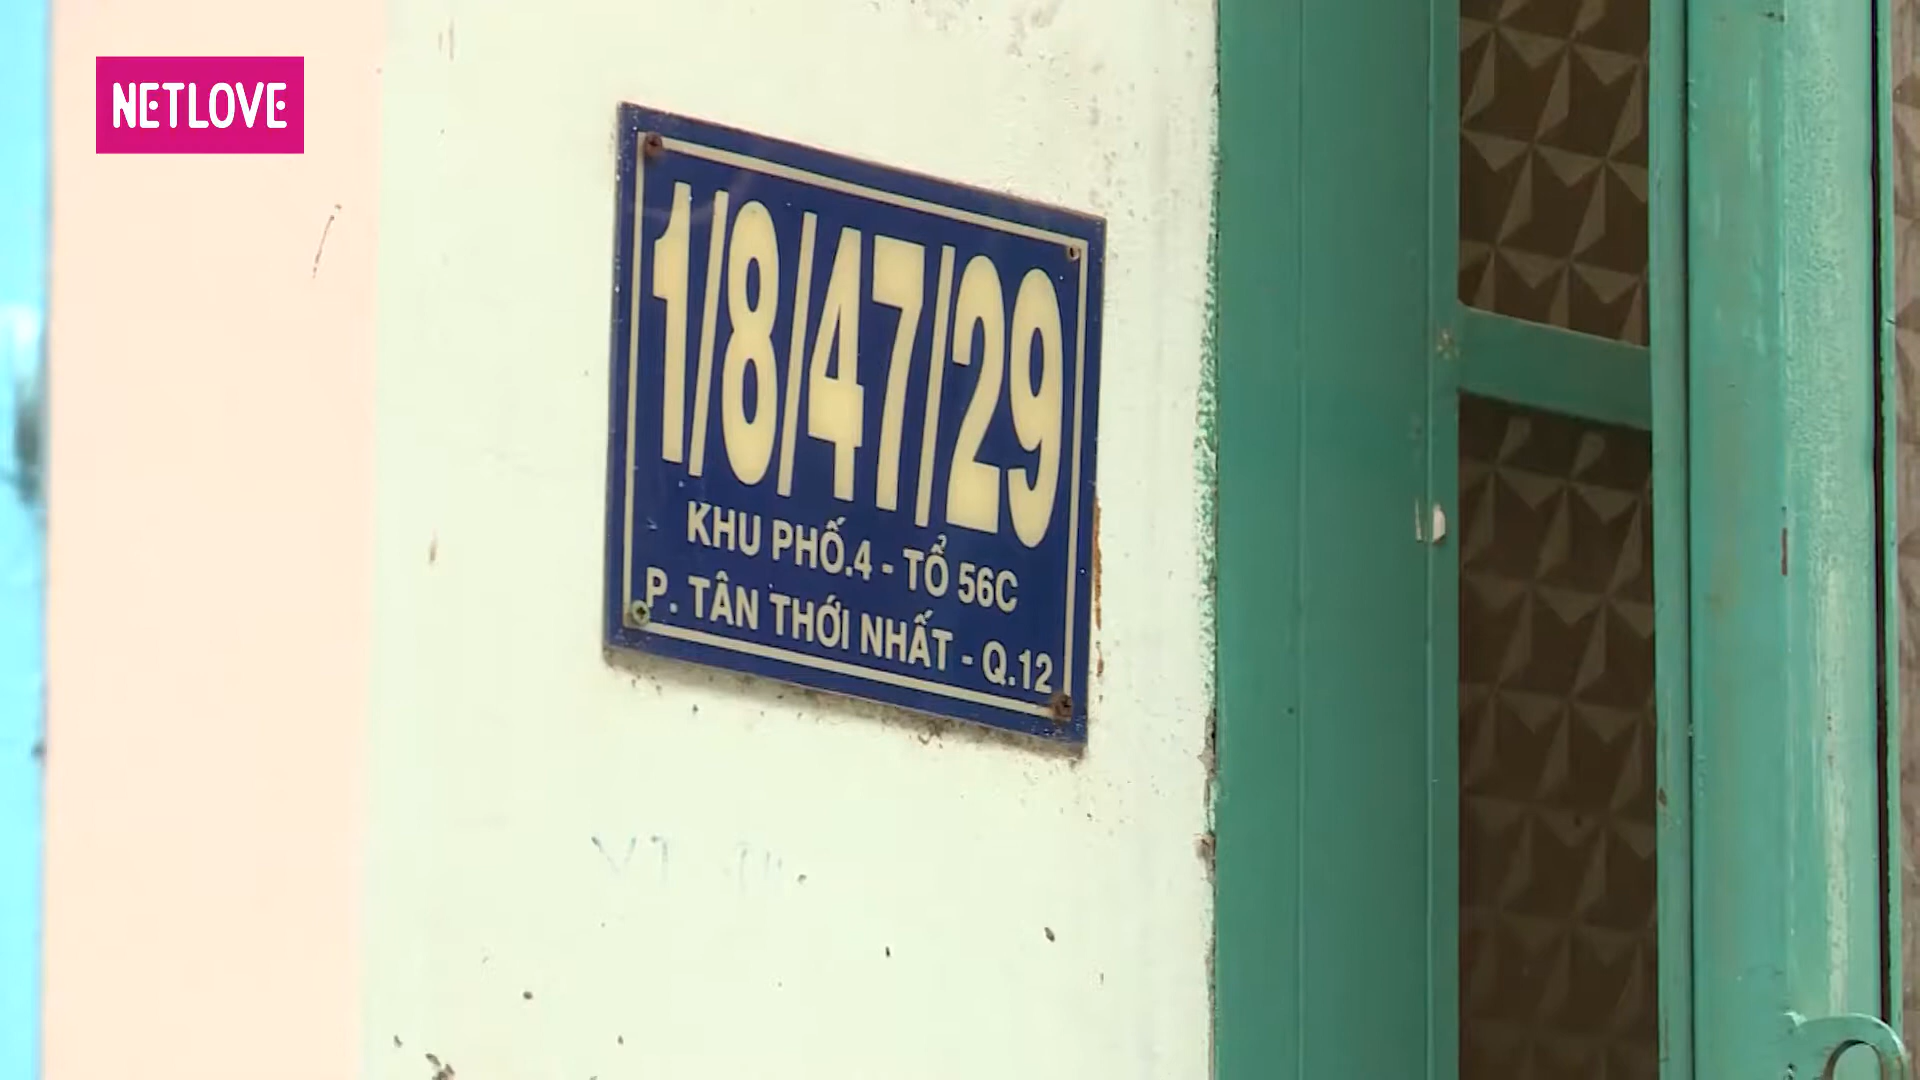 NETLOVE
1/8/47/29
KHU PHỐ.4 - TỔ 56C
P. TÂN THỚI NHẤT - Q.12